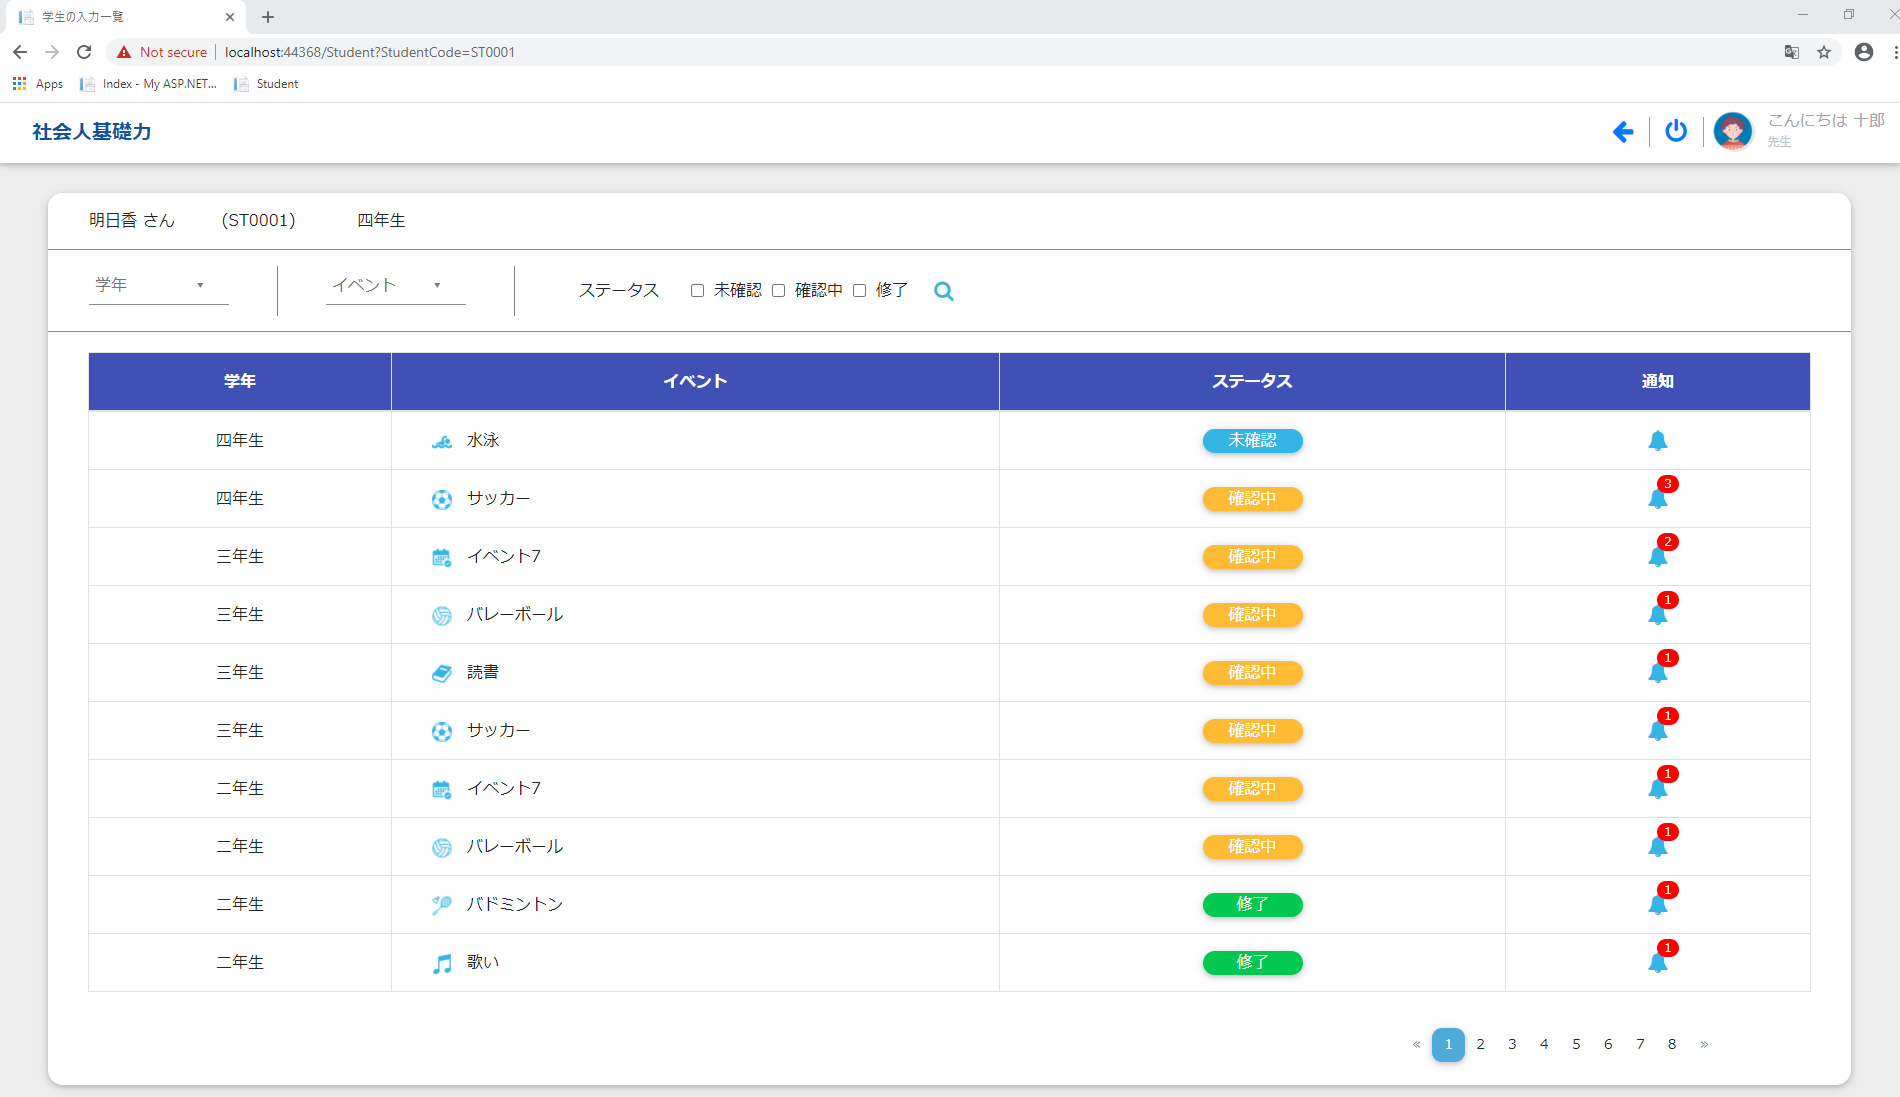 学生の入力一覧
Not secure localhost:44368/Student?StudentCode=ST0001
Apps Index - My ASP.NET... Student
社会人基礎力
こんにちは 十郎
先生
明日香 さん (ST0001) 四年生
学年 イベント ステータス 未確認 確認中 修了
学年 イベント ステータス 通知
四年生 水泳 未確認
四年生 サッカー 確認中 3
三年生 イベント7 確認中 2
三年生 バレーボール 確認中 1
三年生 読書 確認中 1
三年生 サッカー 確認中 1
二年生 イベント7 確認中 1
二年生 バレーボール 確認中 1
二年生 バドミントン 修了 1
二年生 歌い 修了 1
« 1 2 3 4 5 6 7 8 »